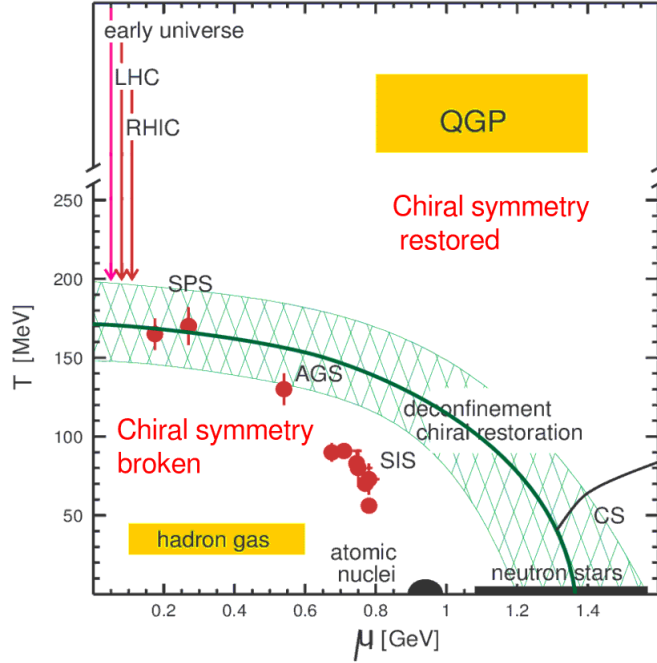 early universe
LHC
RHIC
QGP
250
Chiral symmetry
restored
200
SPS
150
AGS
T [MeV]
deconfinement
chiral restoration
Chiral symmetry
broken
100
SIS
50
CS
hadron gas
atomic
nuclei
neutron stars
0.2
0.4
0.6
0.8
1
1.2
1.4
μ [GeV]